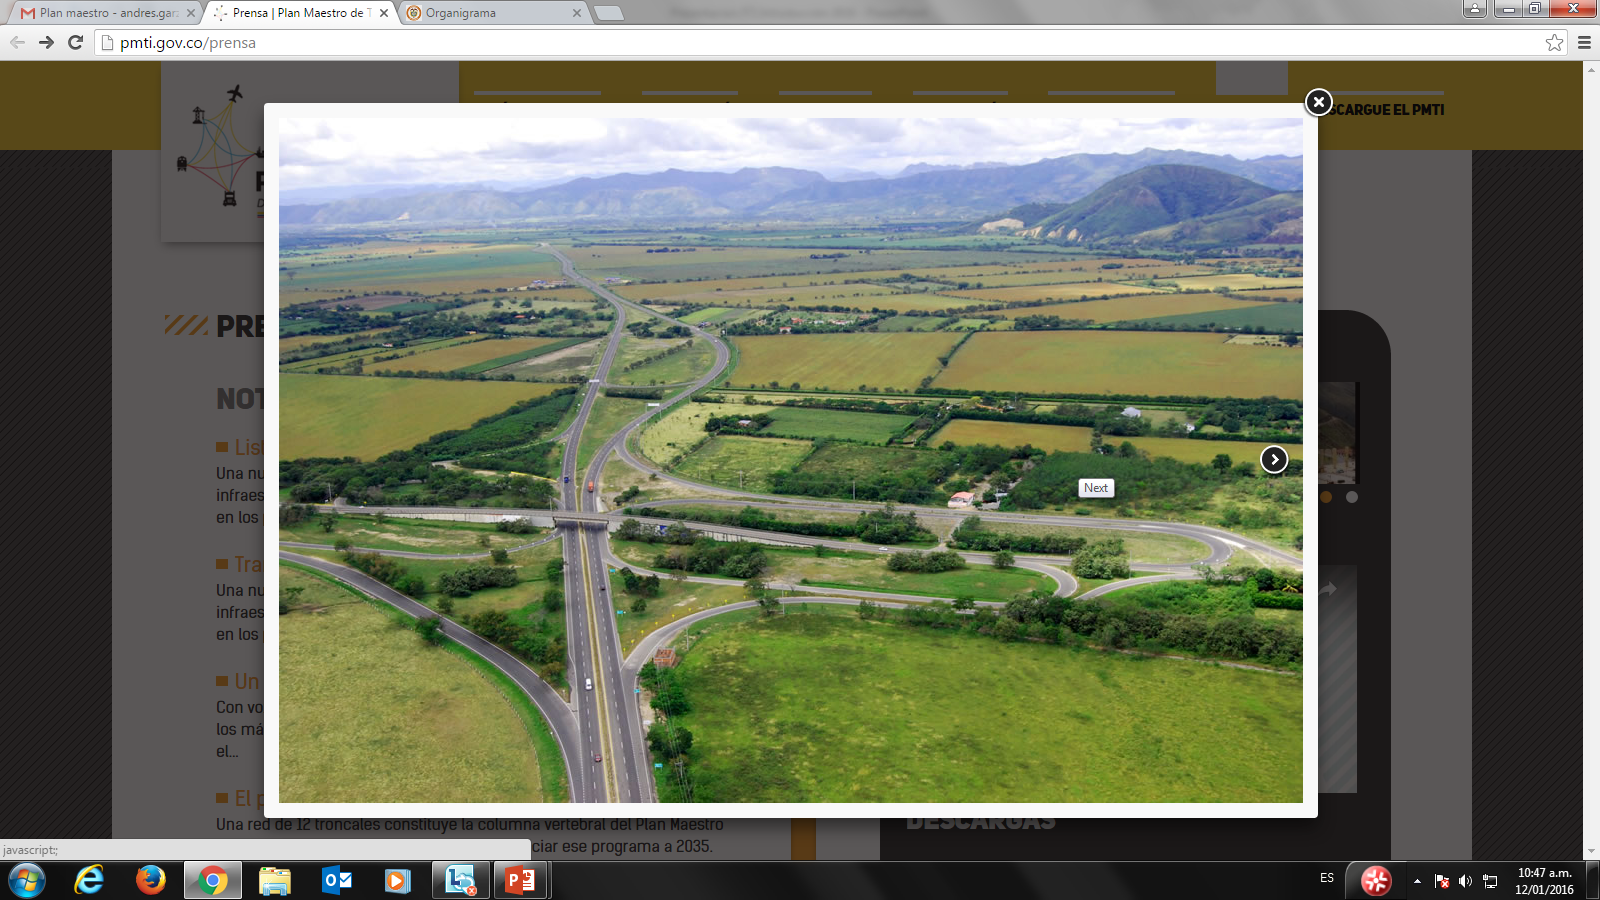 Plan maestro - andres.gar
Prensa | Plan Maestro de T
Organigrama
pmti.gov.co/prensa
SCARGUE EL PMTI
PRE
NOT
Lis
Una nu
infraes
en los
Tra
Una nu
infraes
en los
Un
Con vo
los má
el...
El p
Una red de 12 troncales constituye la columna vertebral del Plan Maestro
ciar ese programa a 2035.
DESCARGAS
Next
javascript:;
ES
10:47 a.m.
12/01/2016